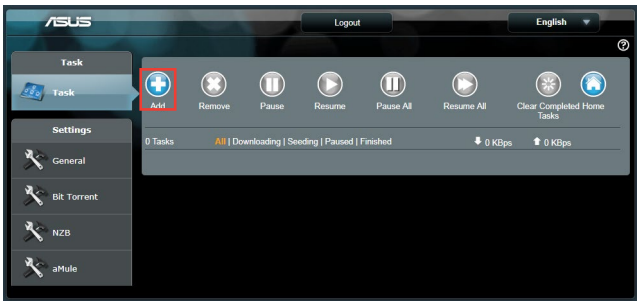 ASUS
Logout
English
Task
Task
Add
Remove
Pause
Resume
Pause All
Resume All
Clear Completed
Tasks
Home
0 Tasks
All | Downloading | Seeding | Paused | Finished
0 KBps
0 KBps
Settings
General
Bit Torrent
NZB
aMule